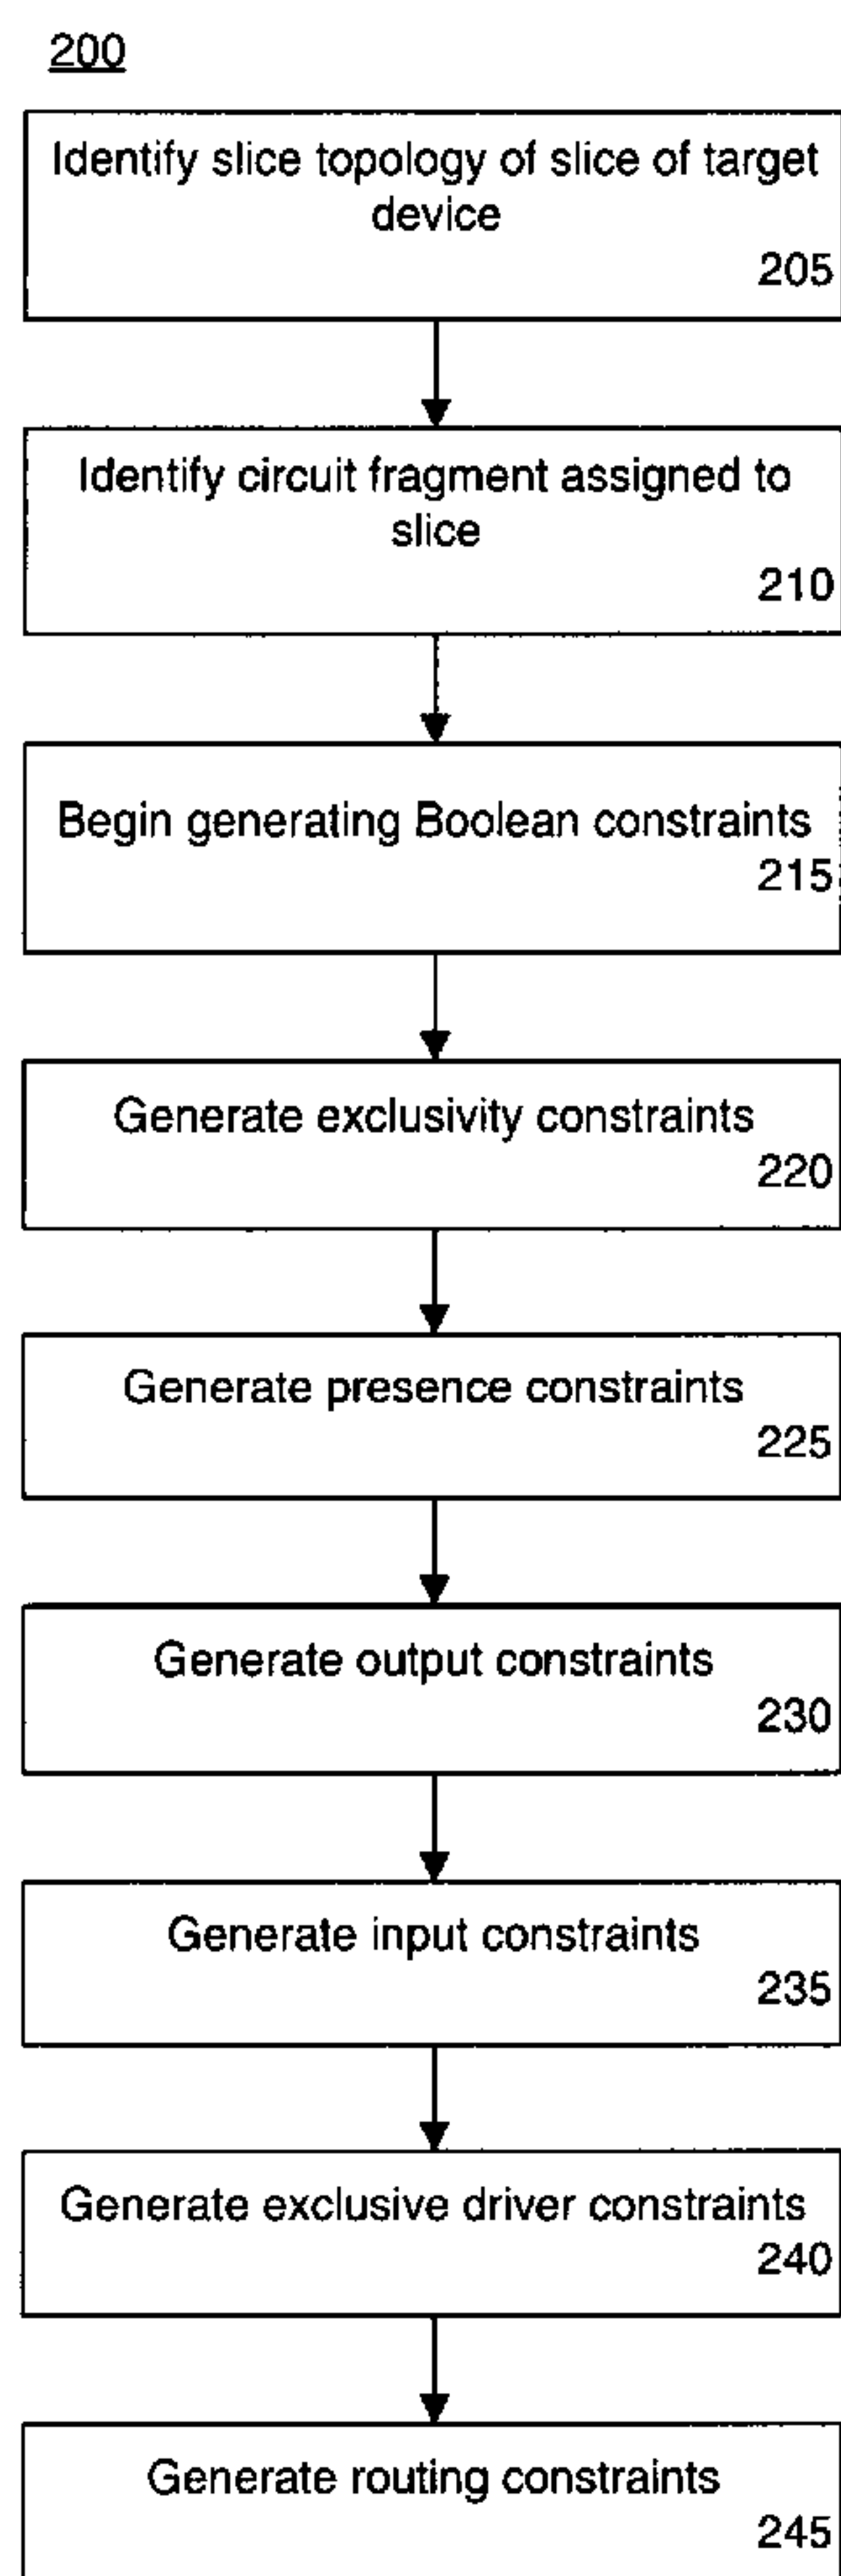 200
Identify slice topology of slice of target
device
205
Identify circuit fragment assigned to
slice
210
Begin generating Boolean constraints
215
Generate exclusivity constraints
220
Generate presence constraints
225
Generate output constraints
230
Generate input constraints
235
Generate exclusive driver constraints
240
Generate routing constraints
245